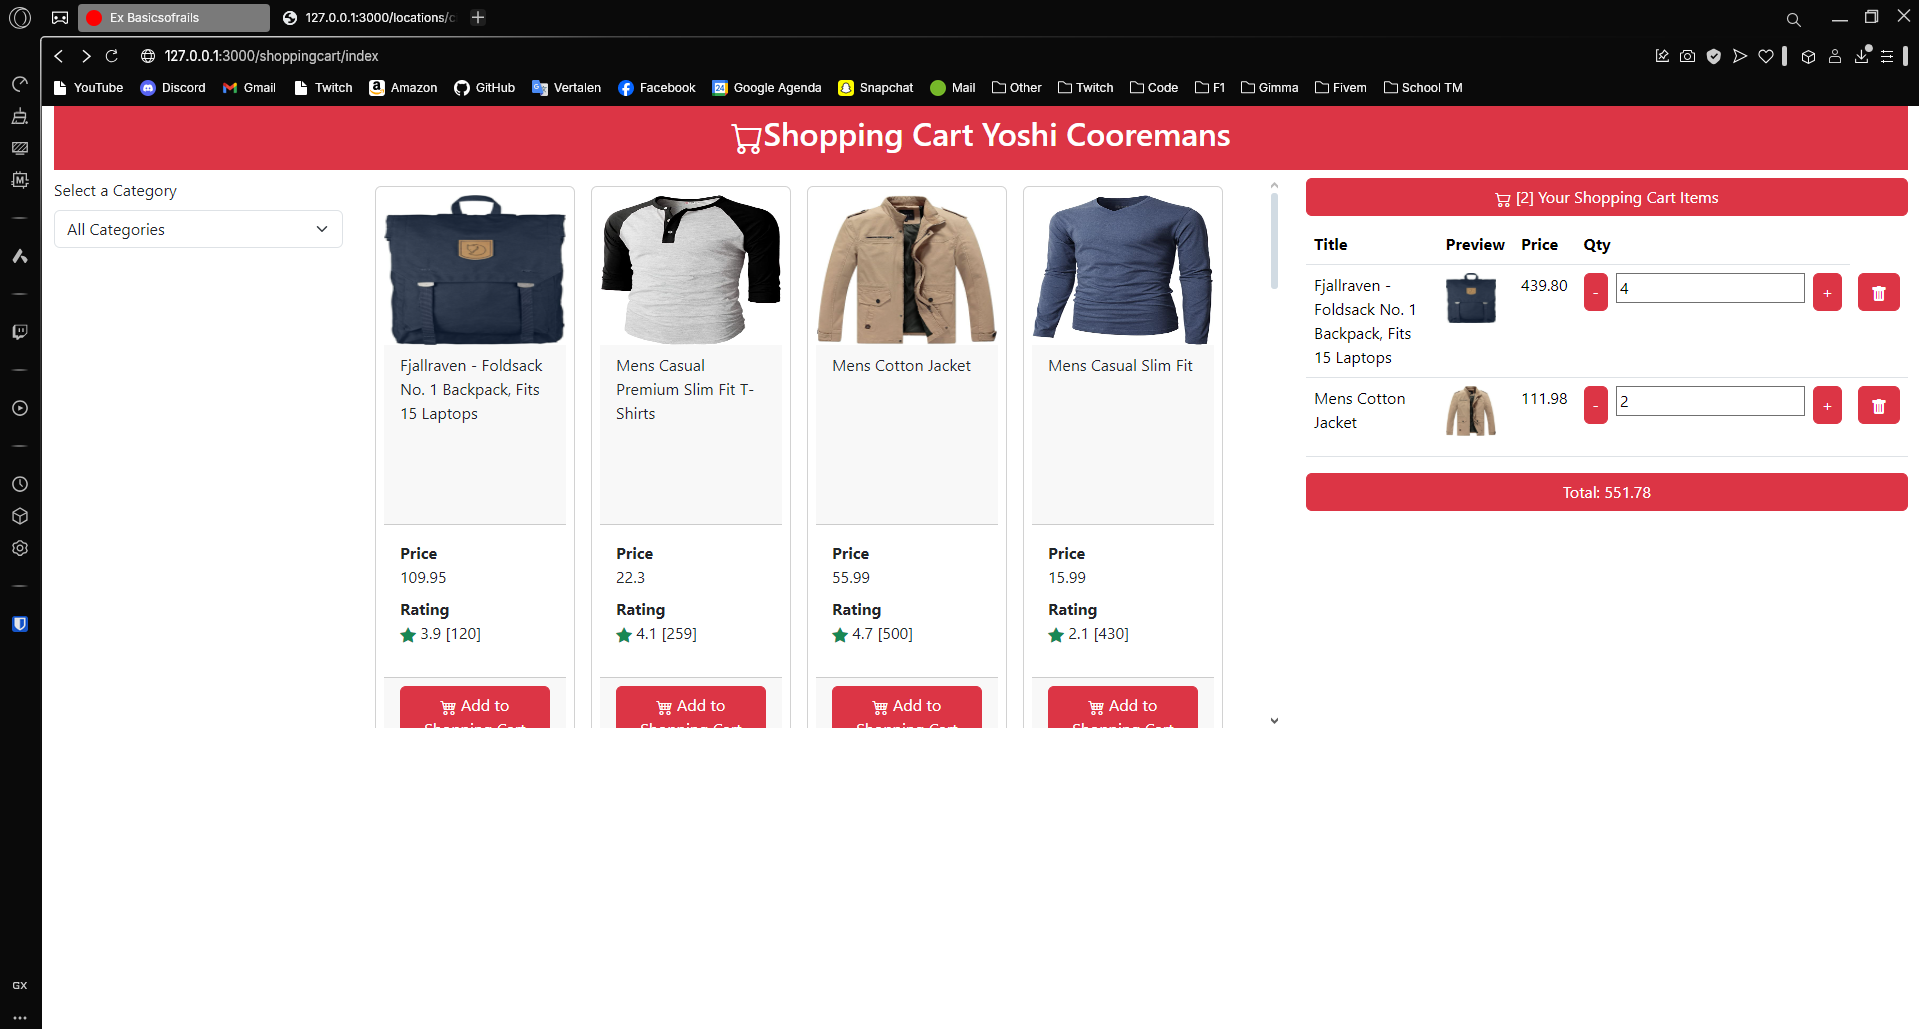 Ex Basicsofrails
127.0.0.1:3000/locations/c
127.0.0.1:3000/shoppingcart/index
YouTube Discord Gmail Twitch Amazon GitHub Vertalen Facebook Google Agenda Snapchat Mail Other Twitch Code F1 Gimma Fivem School TM
Shopping Cart Yoshi Cooremans
Select a Category
All Categories
Fjallraven - Foldsack
No. 1 Backpack, Fits
15 Laptops
Price
109.95
Rating
3.9 [120]
Add to
Shopping Cart
Mens Casual
Premium Slim Fit T-
Shirts
Price
22.3
Rating
4.1 [259]
Add to
Shopping Cart
Mens Cotton Jacket
Price
55.99
Rating
4.7 [500]
Add to
Shopping Cart
Mens Casual Slim Fit
Price
15.99
Rating
2.1 [430]
Add to
Shopping Cart
[2] Your Shopping Cart Items
Title Preview Price Qty
Fjallraven -
Foldsack No. 1
Backpack, Fits
15 Laptops
439.80
- 4 +
Mens Cotton
Jacket
111.98
- 2 +
Total: 551.78
GX